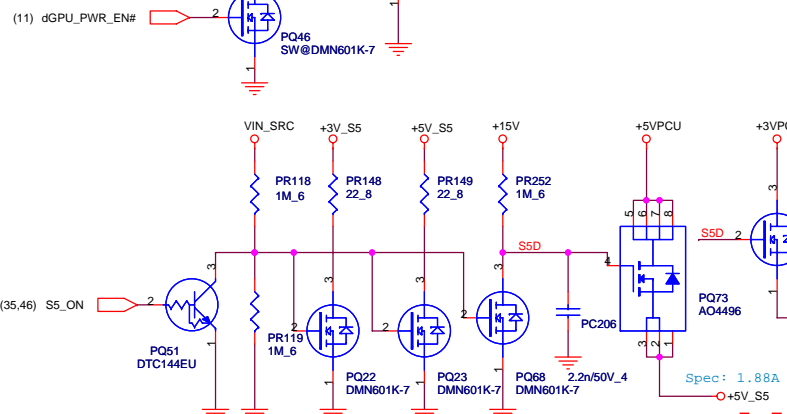 (11) dGPU_PWR_EN#
2
1
1
PQ46
SW@DMN601K-7
VIN_SRC
+3V_S5
+5V_S5
+15V
+5VPCU
PR118
1M_6
PR148
22_8
PR149
22_8
PR252
1M_6
5
6
7
8
3
S5D
S5D
2
4
3
3
3
3
(35,46) S5_ON
2
2
2
2
PR119
1M_6
PC206
PQ73
AO4496
1
PQ51
DTC144EU
1
1
1
1
3
2
1
PQ22
DMN601K-7
PQ23
DMN601K-7
PQ68
DMN601K-7
2.2n/50V_4
Spec: 1.88A
+5V_S5